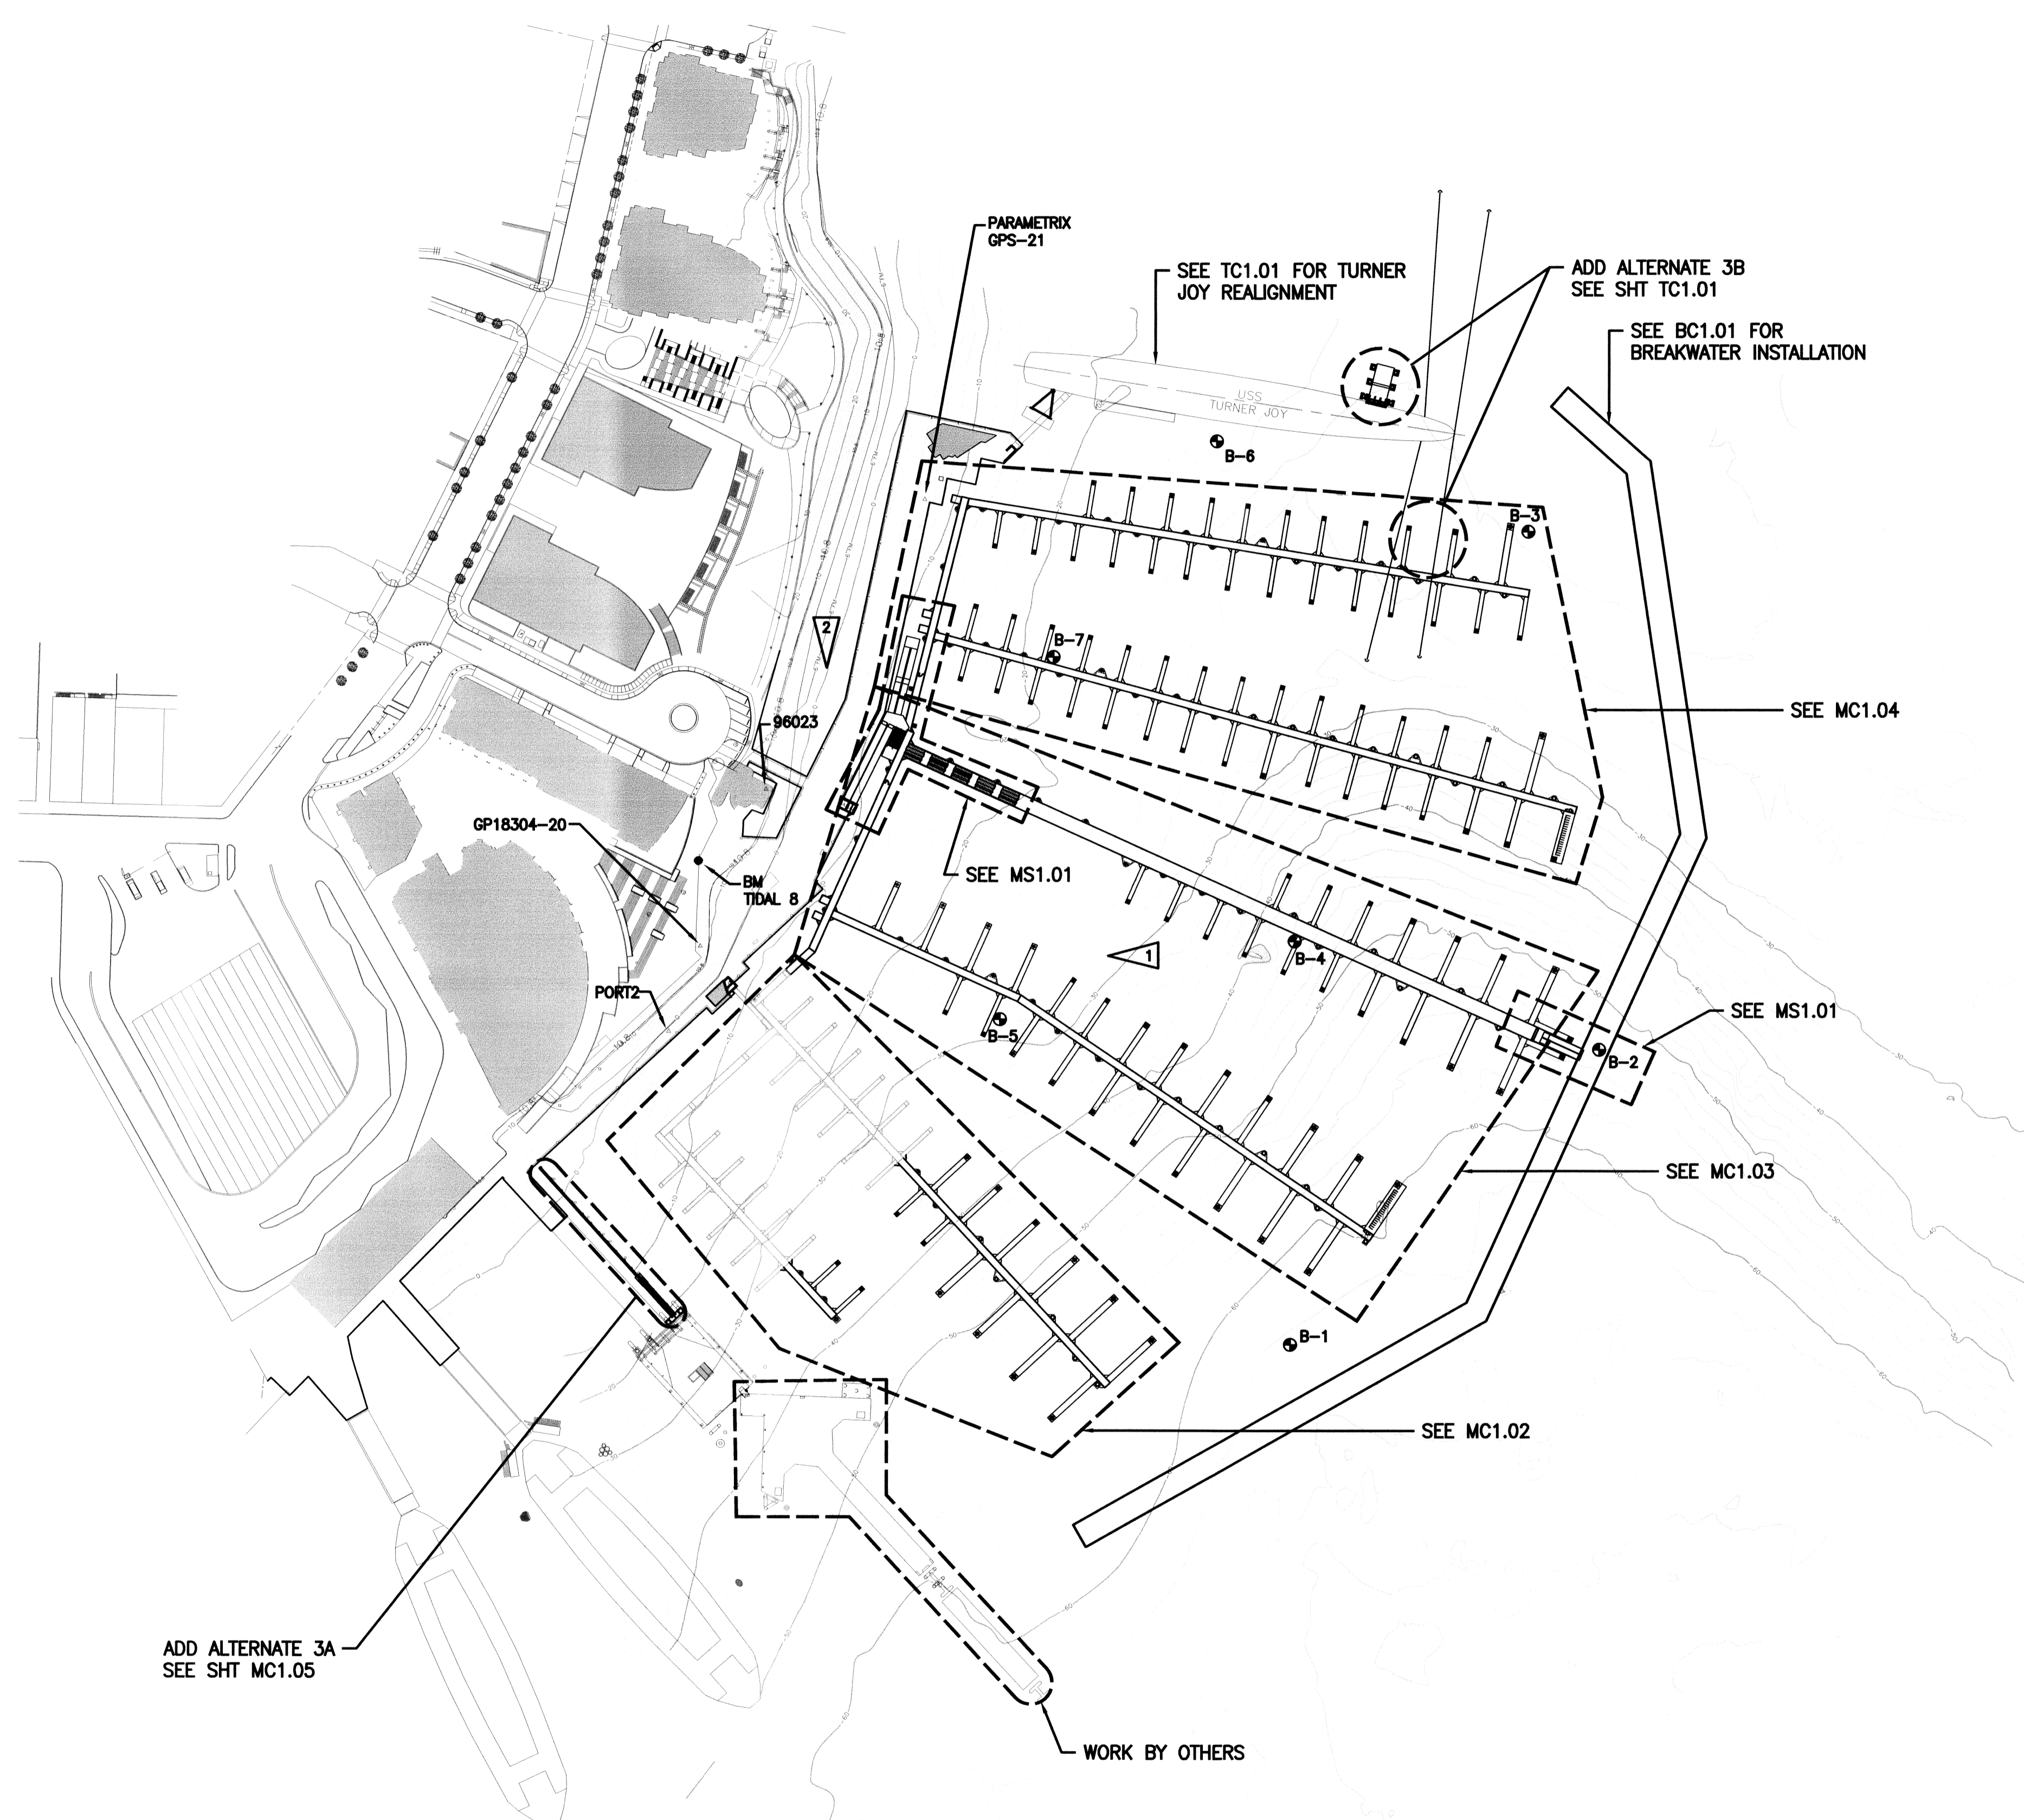 PARAMETRIX
GPS-21
SEE TC1.01 FOR TURNER
JOY REALIGNMENT
ADD ALTERNATE 3B
SEE SHT TC1.01
SEE BC1.01 FOR
BREAKWATER INSTALLATION
USS
TURNER JOY
B-6
B-3
2
B-7
SEE MC1.04
96023
GP18304-20
SEE MS1.01
BM
TIDAL 8
1
B-4
PORT2
B-5
SEE MS1.01
B-2
SEE MC1.03
B-1
SEE MC1.02
ADD ALTERNATE 3A
SEE SHT MC1.05
WORK BY OTHERS